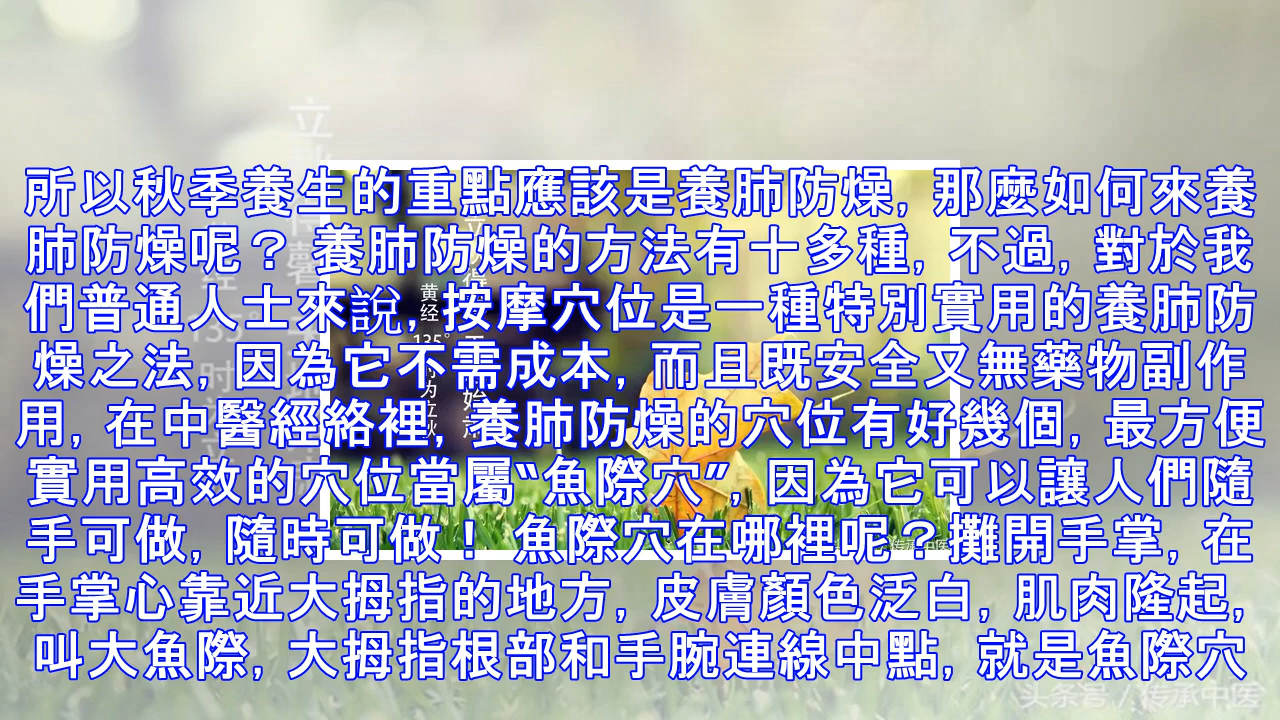 所以秋季養生的重點應該是養肺防燥, 那麼如何來養
肺防燥呢? 養肺防燥的方法有十多種, 不過, 對於我
們普通人士來說, 按摩穴位是一種特別實用的養肺防
燥之法, 因為它不需成本, 而且既安全又無藥物副作
用, 在中醫經絡裡, 養肺防燥的穴位有好幾個, 最方便
實用高效的穴位當屬“魚際穴”, 因為它可以讓人們隨
手可做, 隨時可做! 魚際穴在哪裡呢?攤開手掌, 在
手掌心靠近大拇指的地方, 皮膚顏色泛白, 肌肉隆起,
叫大魚際, 大拇指根部和手腕連線中點, 就是魚際穴
黄经
135°
头条号 / 传承中医